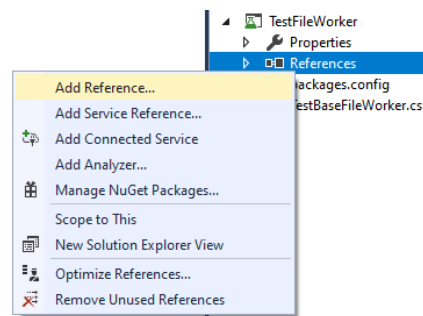 TestFileWorker
Properties
References
packages.config
TestBaseFileWorker.cs
Add Reference...
Add Service Reference...
Add Connected Service
Add Analyzer...
Manage NuGet Packages...
Scope to This
New Solution Explorer View
Optimize References...
Remove Unused References